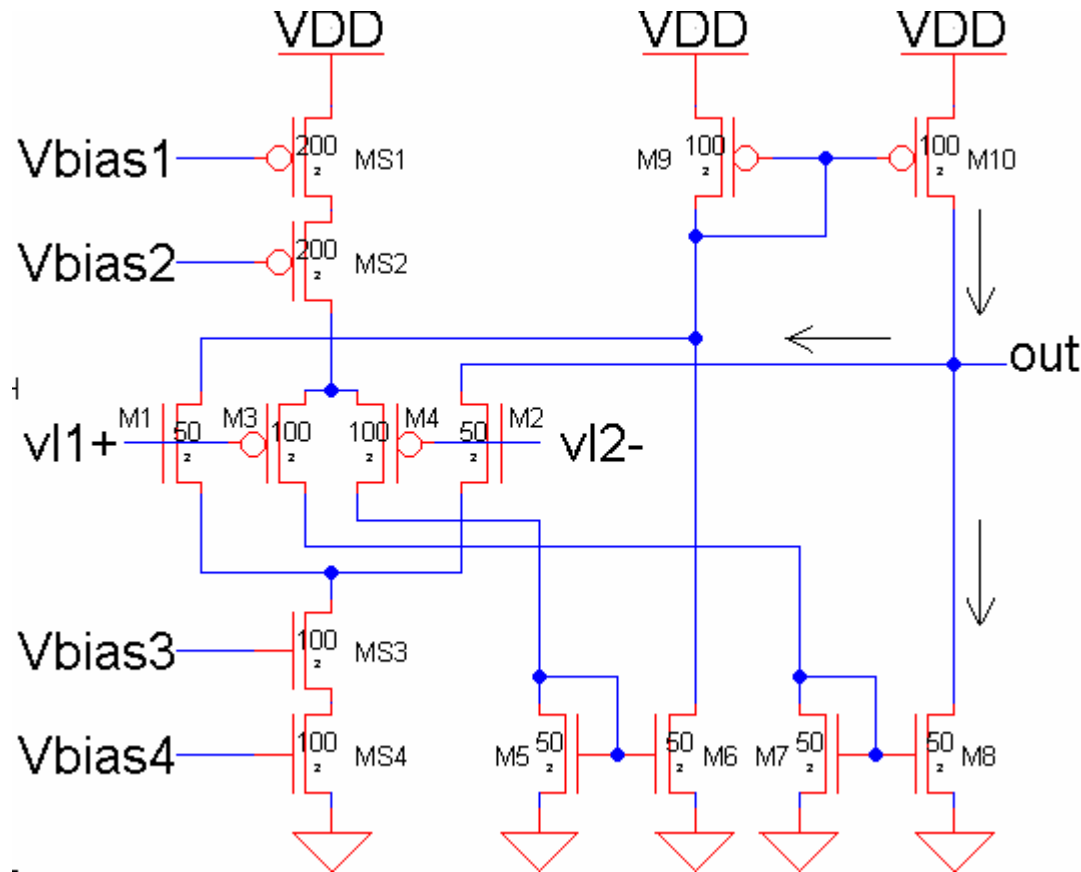 VDD VDD VDD
Vbias1 200 2 MS1 M9 100 2 100 2 M10
Vbias2 200 2 MS2
out
M1 M3 M4 M2
vI1+ 50 2 100 2 100 2 50 2 vI2-
Vbias3 100 2 MS3
Vbias4 100 2 MS4 M5 50 2 50 2 M6 M7 50 2 50 2 M8